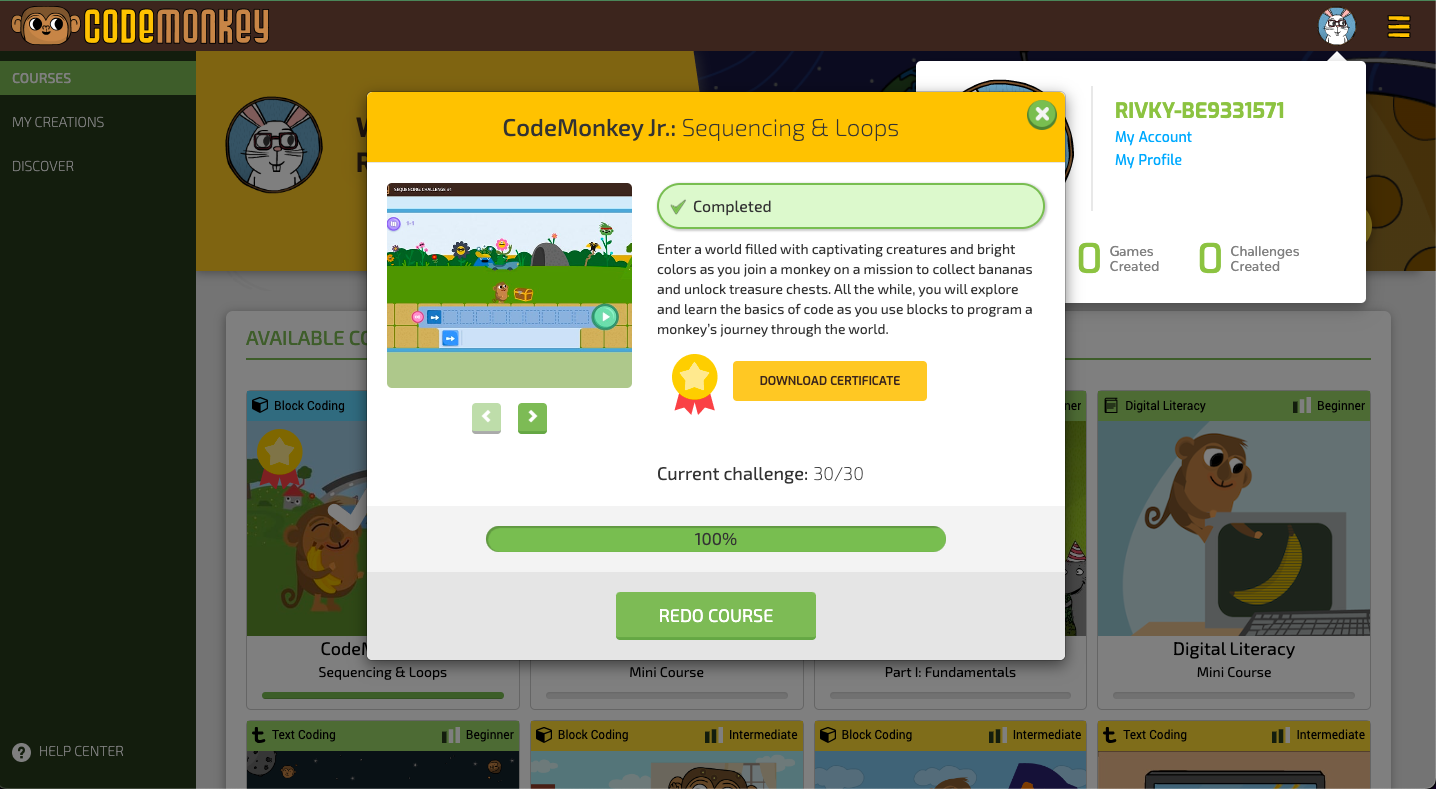 CODEMONKEY
COURSES
MY CREATIONS
DISCOVER
HELP CENTER
RIVKY-BE9331571
My Account
My Profile
0 Games Created
0 Challenges Created
CodeMonkey Jr.: Sequencing & Loops
SEQUENCING CHALLENGE #1
1-1
Completed
Enter a world filled with captivating creatures and bright
colors as you join a monkey on a mission to collect bananas
and unlock treasure chests. All the while, you will explore
and learn the basics of code as you use blocks to program a
monkey's journey through the world.
DOWNLOAD CERTIFICATE
Current challenge: 30/30
100%
REDO COURSE
AVAILABLE
Block Coding
Digital Literacy
Beginner
Sequencing & Loops
Mini Course
Part I: Fundamentals
Digital Literacy
Mini Course
Text Coding
Beginner
Block Coding
Intermediate
Block Coding
Intermediate
Text Coding
Intermediate